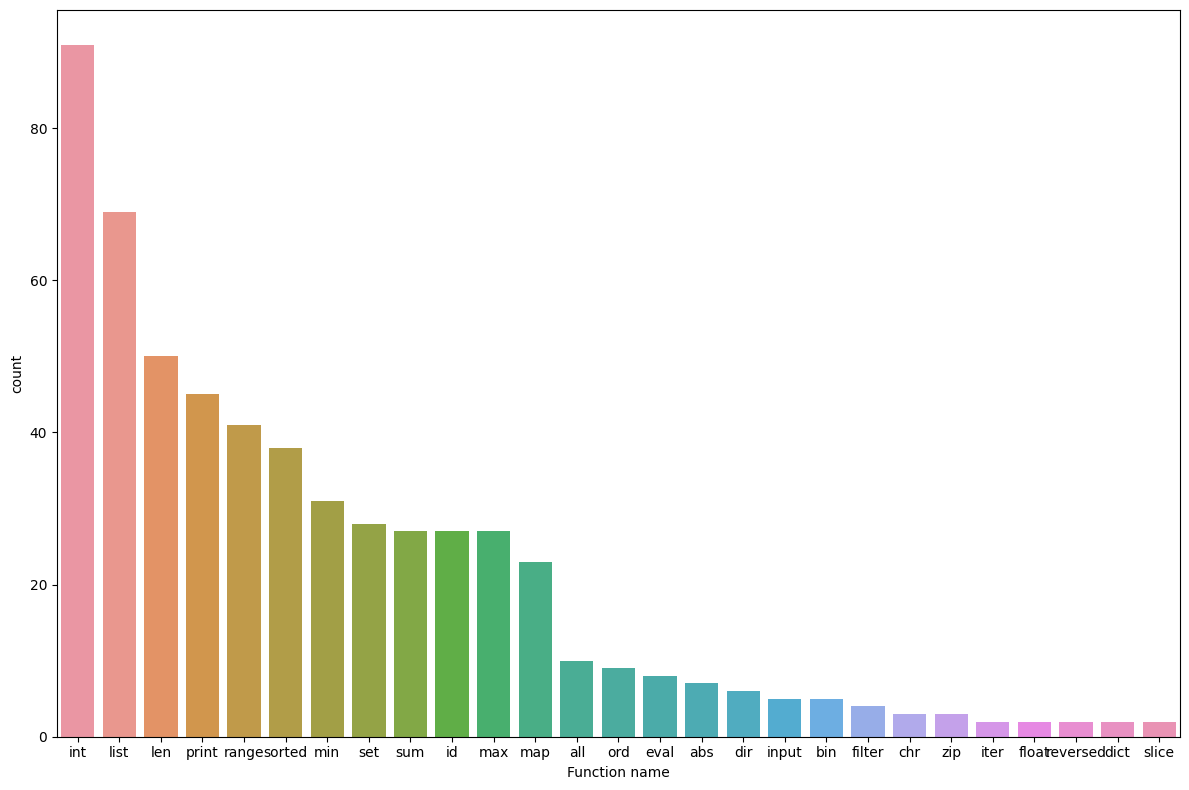 count
80
60
40
20
0
int list len print range sorted min set sum id max map all ord eval abs dir input bin filter chr zip iter float reversed dict slice
Function name